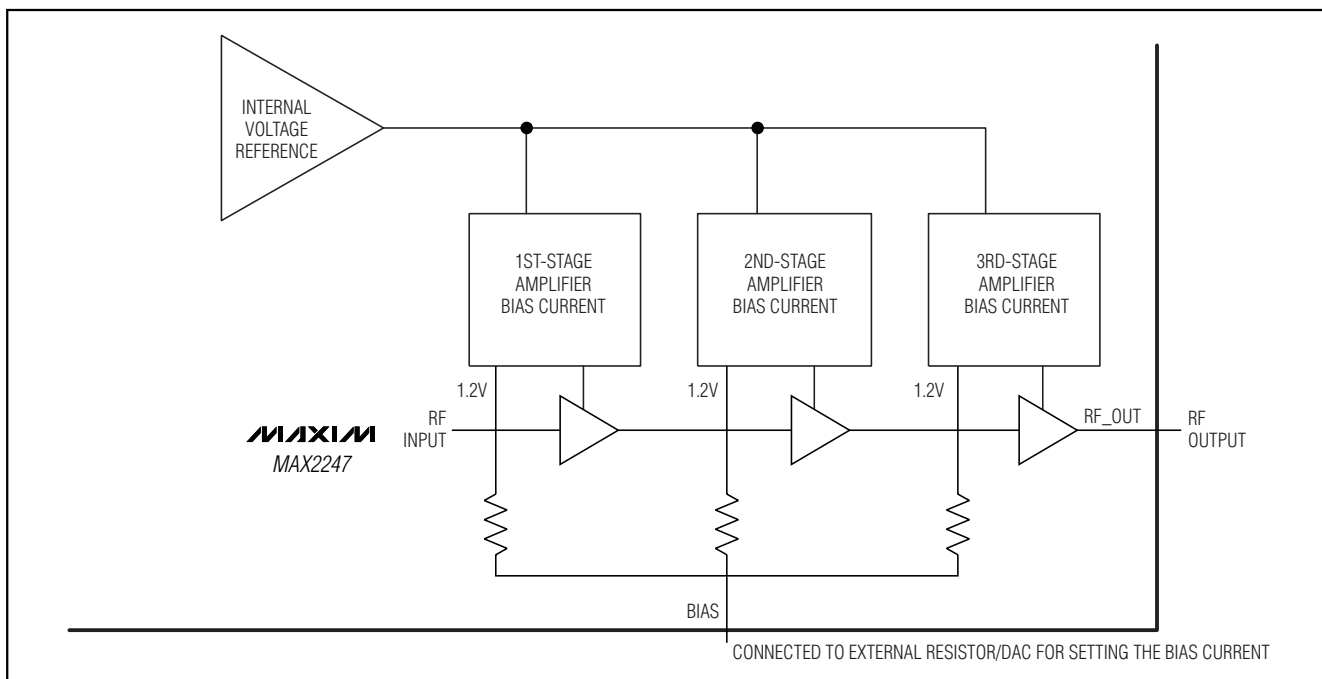 INTERNAL
VOLTAGE
REFERENCE
1ST-STAGE
AMPLIFIER
BIAS CURRENT
2ND-STAGE
AMPLIFIER
BIAS CURRENT
3RD-STAGE
AMPLIFIER
BIAS CURRENT
1.2V
1.2V
1.2V
MAXIM
MAX2247
RF
INPUT
RF_OUT
RF
OUTPUT
BIAS
CONNECTED TO EXTERNAL RESISTOR/DAC FOR SETTING THE BIAS CURRENT